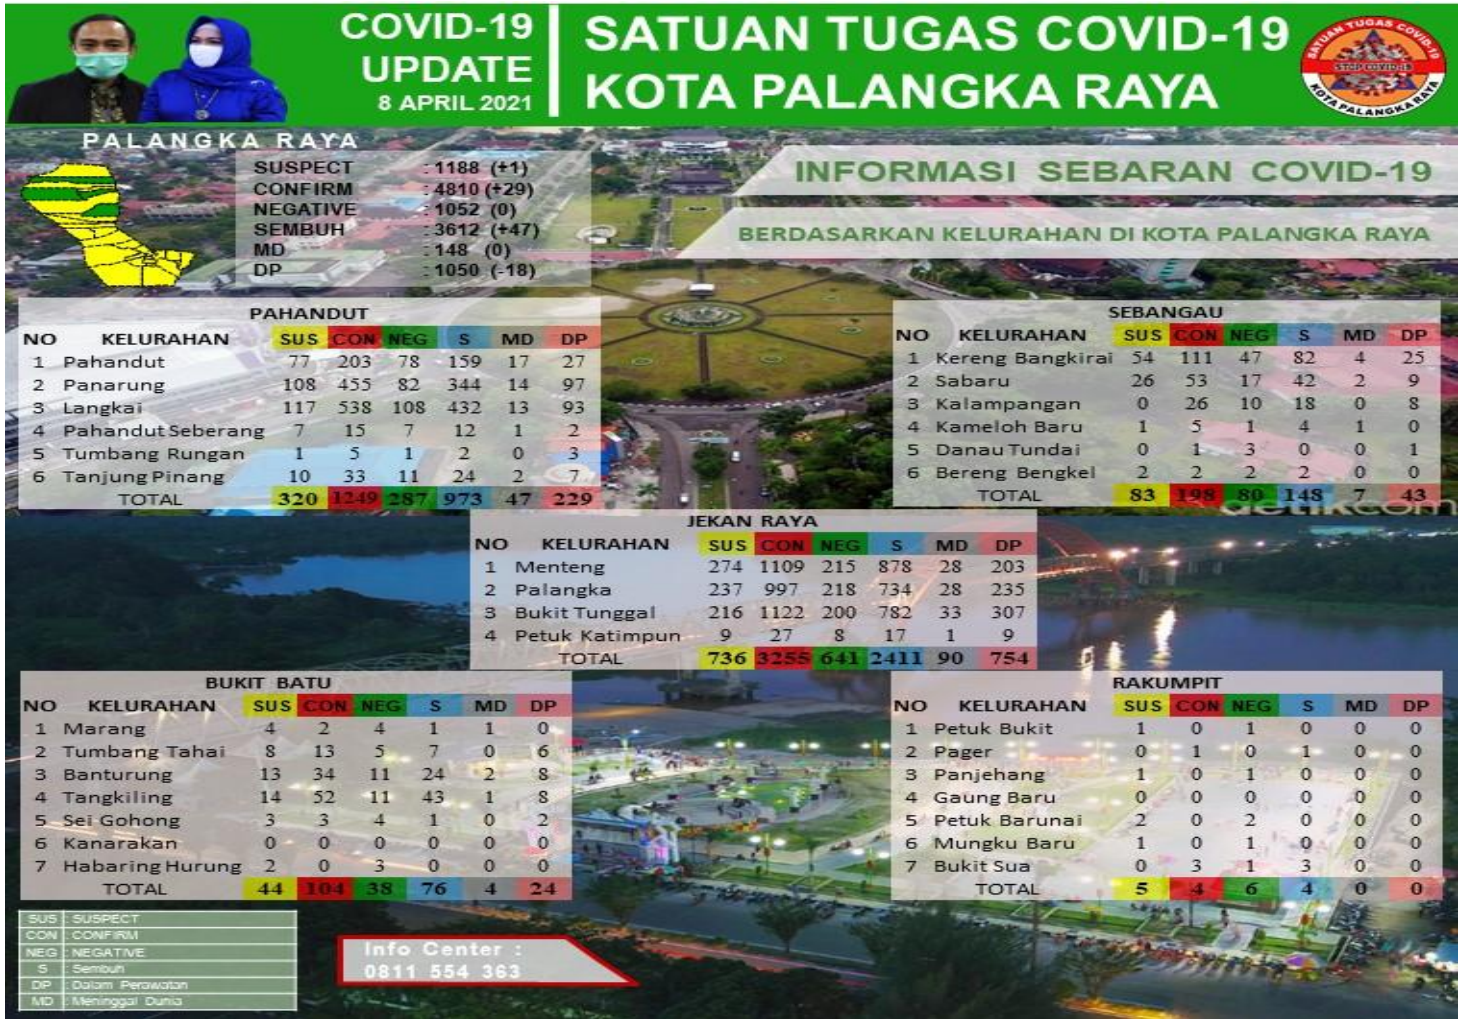 COVID-19
UPDATE
8 APRIL 2021
SATUAN TUGAS COVID-19
KOTA PALANGKA RAYA
SATUAN TUGAS COVID-19
STOP COVID-19
KOTA PALANGKARAYA
PALANGKA RAYA
SUSPECT : 1188 (+1)
CONFIRM : 4810 (+29)
NEGATIVE : 1052 (0)
SEMBUH : 3612 (+47)
MD : 148 (0)
DP : 1050 (-18)
INFORMASI SEBARAN COVID-19
BERDASARKAN KELURAHAN DI KOTA PALANGKA RAYA
PAHANDUT
NO KELURAHAN SUS CON NEG S MD DP
1 Pahandut 77 203 78 159 17 27
2 Panarung 108 455 82 344 14 97
3 Langkai 117 538 108 432 13 93
4 Pahandut Seberang 7 15 7 12 1 2
5 Tumbang Rungan 1 5 1 2 0 3
6 Tanjung Pinang 10 33 11 24 2 7
TOTAL 320 1249 287 973 47 229
SEBANGAU
NO KELURAHAN SUS CON NEG S MD DP
1 Kereng Bangkirai 54 111 47 82 4 25
2 Sabaru 26 53 17 42 2 9
3 Kalampangan 0 26 10 18 0 8
4 Kameloh Baru 1 5 1 4 1 0
5 Danau Tundai 0 1 3 0 0 1
6 Bereng Bengkel 2 2 2 2 0 0
TOTAL 83 198 80 148 7 43
detikcom
JEKAN RAYA
NO KELURAHAN SUS CON NEG S MD DP
1 Menteng 274 1109 215 878 28 203
2 Palangka 237 997 218 734 28 235
3 Bukit Tunggal 216 1122 200 782 33 307
4 Petuk Katimpun 9 27 8 17 1 9
TOTAL 736 3255 641 2411 90 754
BUKIT BATU
NO KELURAHAN SUS CON NEG S MD DP
1 Marang 4 2 4 1 1 0
2 Tumbang Tahai 8 13 5 7 0 6
3 Banturung 13 34 11 24 2 8
4 Tangkiling 14 52 11 43 1 8
5 Sei Gohong 3 3 4 1 0 2
6 Kanarakan 0 0 0 0 0 0
7 Habaring Hurung 2 0 3 0 0 0
TOTAL 44 104 38 76 4 24
RAKUMPIT
NO KELURAHAN SUS CON NEG S MD DP
1 Petuk Bukit 1 0 1 0 0 0
2 Pager 0 1 0 1 0 0
3 Panjehang 1 0 1 0 0 0
4 Gaung Baru 0 0 0 0 0 0
5 Petuk Barunai 2 0 2 0 0 0
6 Mungku Baru 1 0 1 0 0 0
7 Bukit Sua 0 3 1 3 0 0
TOTAL 5 4 6 4 0 0
SUS : SUSPECT
CON : CONFIRM
NEG : NEGATIVE
S : Sembuh
DP : Dalam Perawatan
MD : Meninggal Dunia
Info Center :
0811 554 363